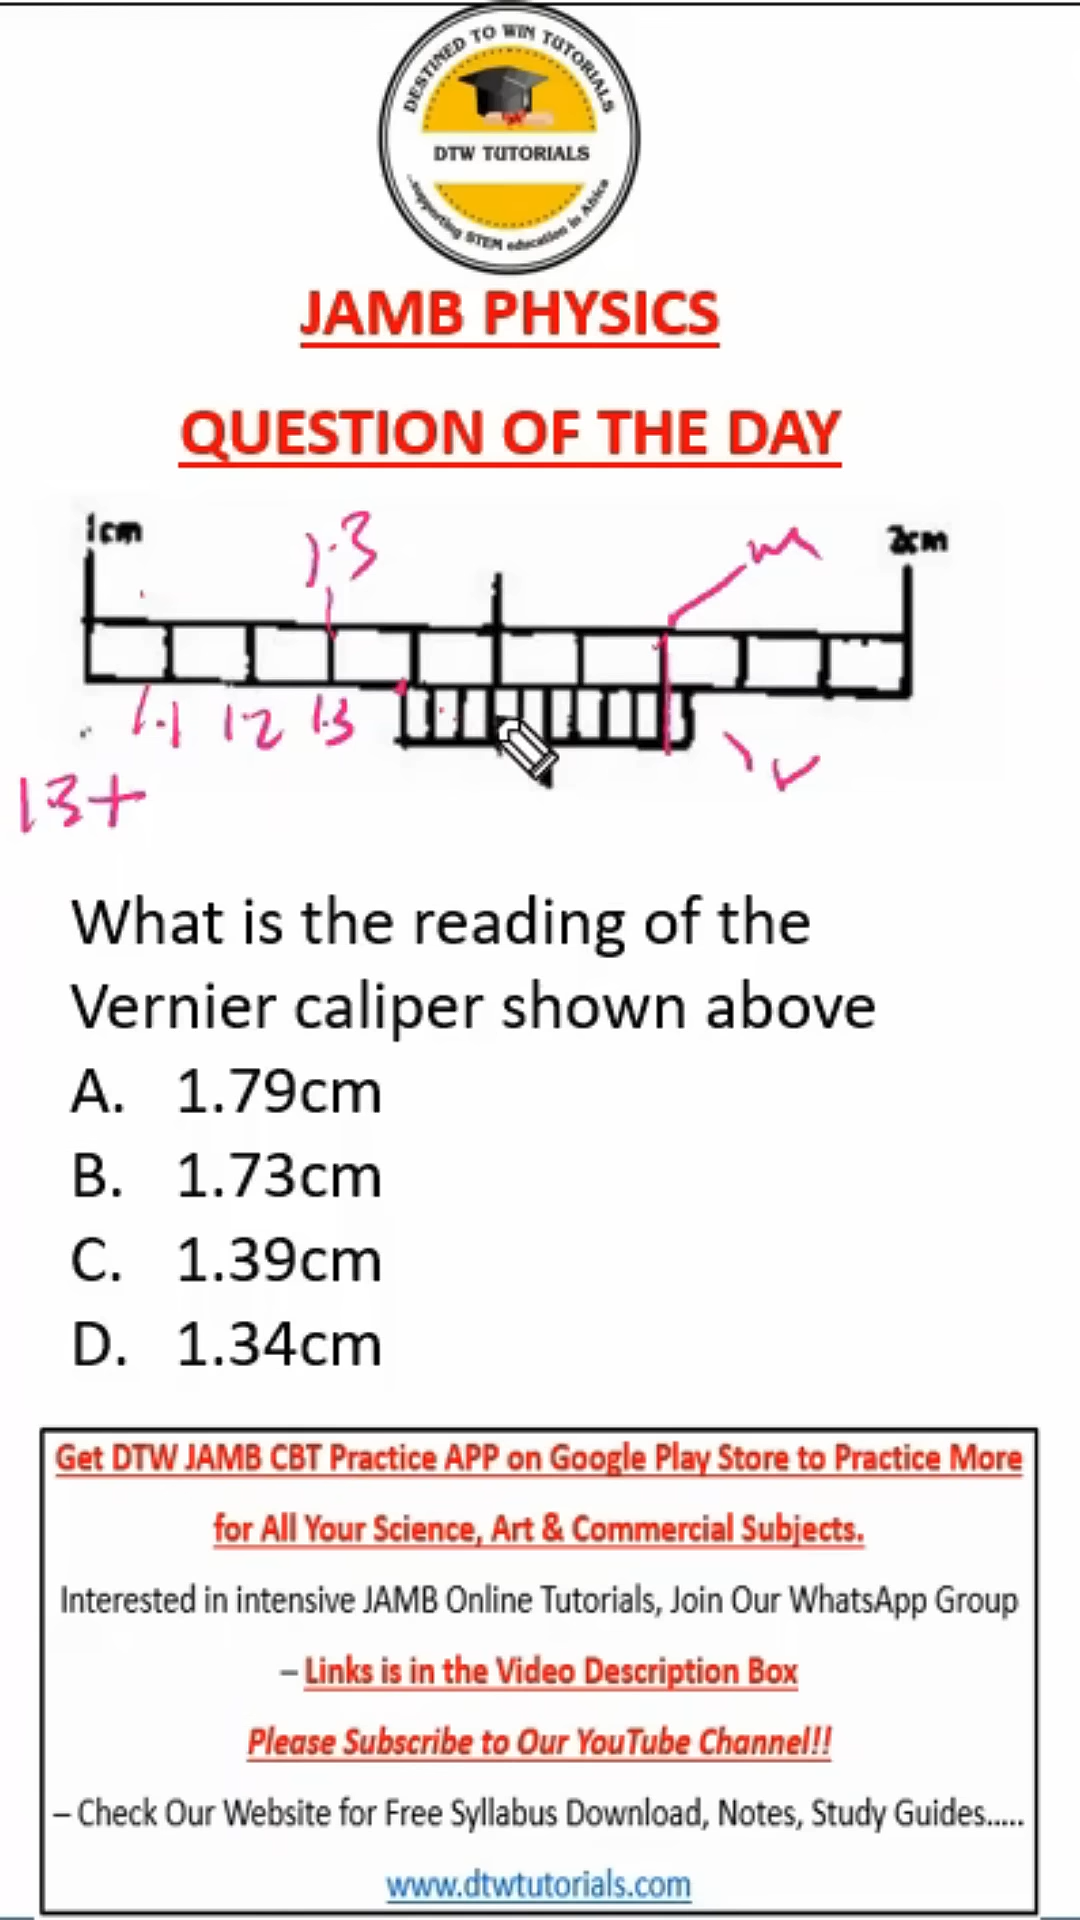 DESTINED TO WIN TUTORIALS
DTW TUTORIALS
...supporting STEM education in Africa
JAMB PHYSICS
QUESTION OF THE DAY
1cm
1.3
2cm
1.1 12 1.3
13+
What is the reading of the
Vernier caliper shown above
A. 1.79cm
B. 1.73cm
C. 1.39cm
D. 1.34cm
Get DTW JAMB CBT Practice APP on Google Play Store to Practice More
for All Your Science, Art & Commercial Subjects.
Interested in intensive JAMB Online Tutorials, Join Our WhatsApp Group
– Links is in the Video Description Box
Please Subscribe to Our YouTube Channel!!
– Check Our Website for Free Syllabus Download, Notes, Study Guides.....
www.dtwtutorials.com